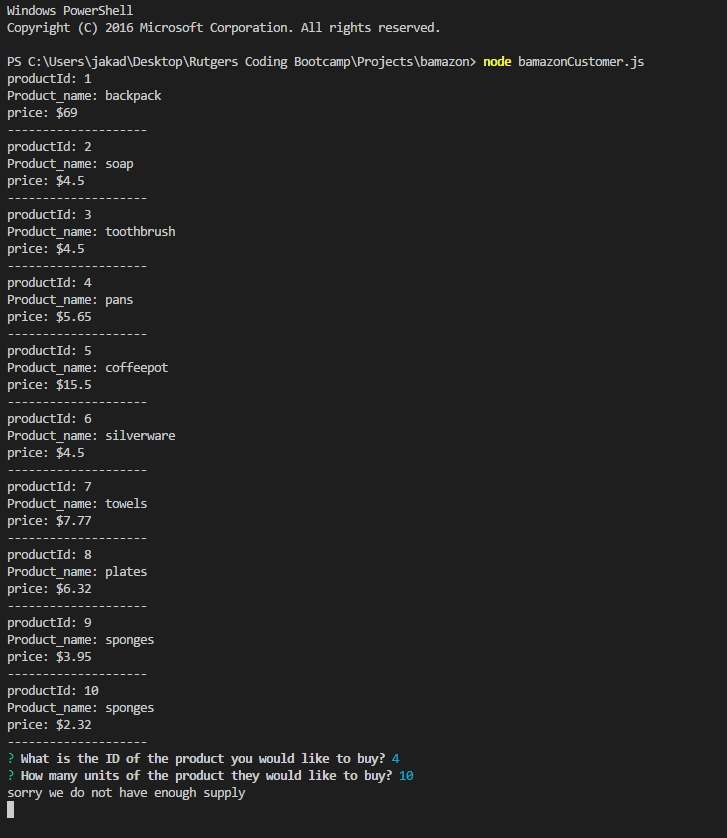 Windows PowerShell
Copyright (C) 2016 Microsoft Corporation. All rights reserved.
PS C:\Users\jakad\Desktop\Rutgers Coding Bootcamp\Projects\bamazon> node bamazonCustomer.js
productId: 1
Product_name: backpack
price: $69
--------------------
productId: 2
Product_name: soap
price: $4.5
--------------------
productId: 3
Product_name: toothbrush
price: $4.5
--------------------
productId: 4
Product_name: pans
price: $5.65
--------------------
productId: 5
Product_name: coffeepot
price: $15.5
--------------------
productId: 6
Product_name: silverware
price: $4.5
--------------------
productId: 7
Product_name: towels
price: $7.77
--------------------
productId: 8
Product_name: plates
price: $6.32
--------------------
productId: 9
Product_name: sponges
price: $3.95
--------------------
productId: 10
Product_name: sponges
price: $2.32
--------------------
? What is the ID of the product you would like to buy? 4
? How many units of the product they would like to buy? 10
sorry we do not have enough supply